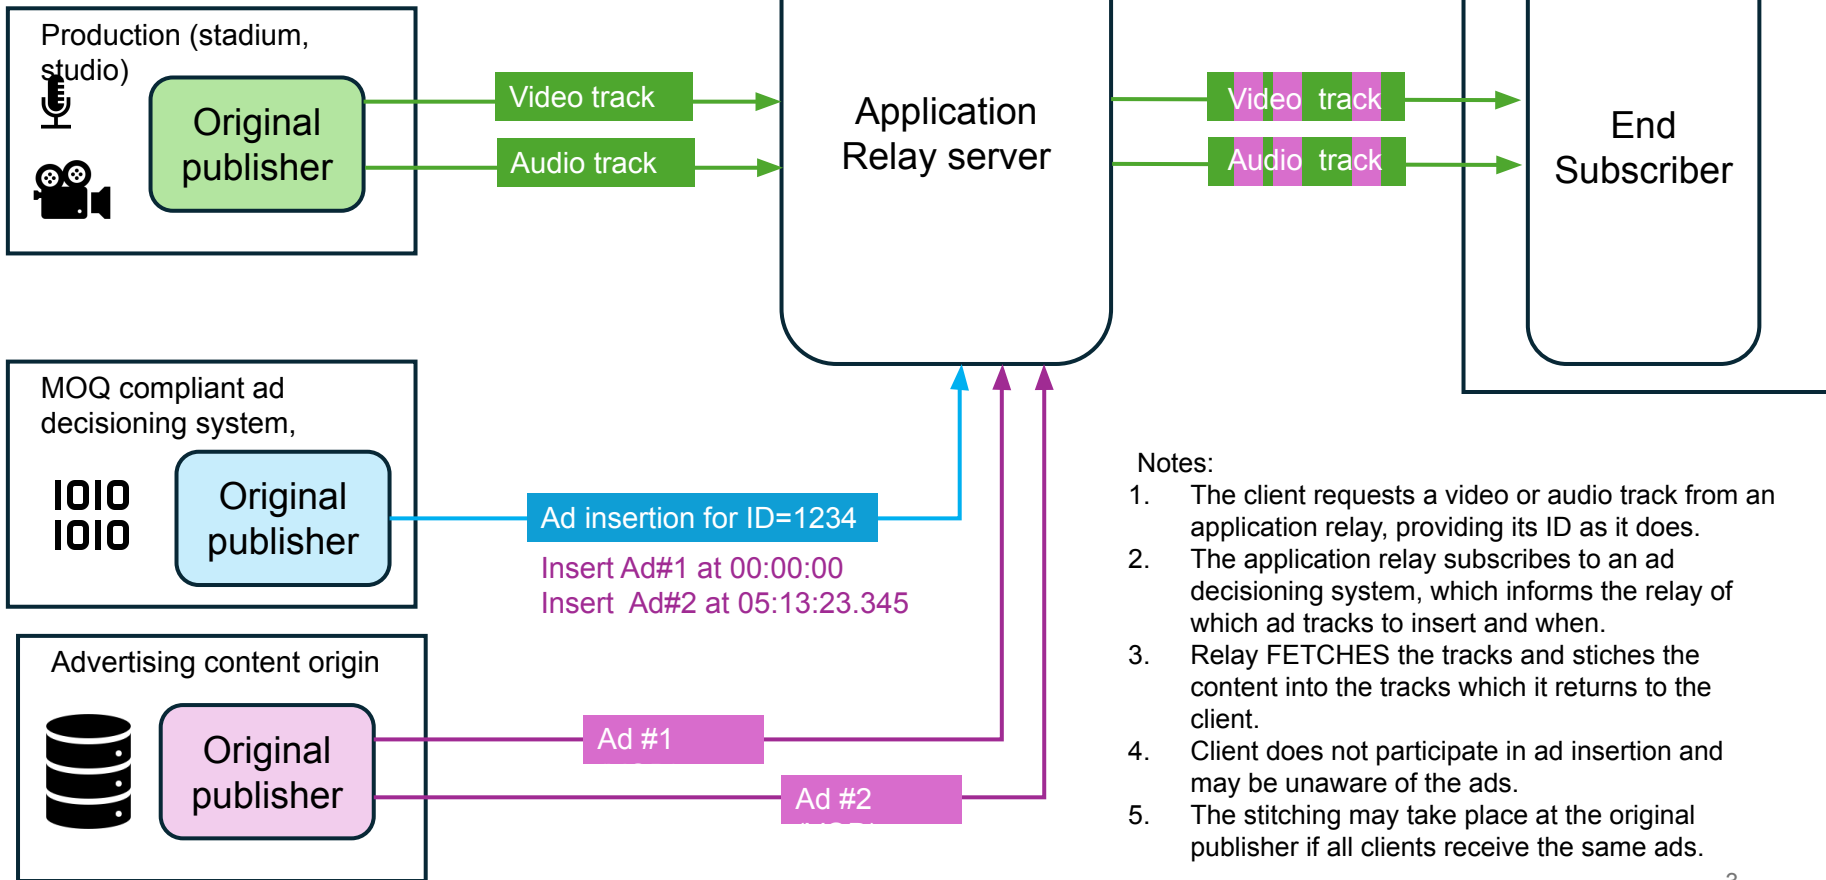 Production (stadium,
studio)
Original
publisher
Video track
Audio track
Application
Relay server
Video track
Audio track
End
Subscriber
MOQ compliant ad
decisioning system,
1010
1010
Original
publisher
Ad insertion for ID=1234
Insert Ad#1 at 00:00:00
Insert Ad#2 at 05:13:23.345
Advertising content origin
Original
publisher
Ad #1
Ad #2
Notes:
1. The client requests a video or audio track from an
application relay, providing its ID as it does.
2. The application relay subscribes to an ad
decisioning system, which informs the relay of
which ad tracks to insert and when.
3. Relay FETCHES the tracks and stiches the
content into the tracks which it returns to the
client.
4. Client does not participate in ad insertion and
may be unaware of the ads.
5. The stitching may take place at the original
publisher if all clients receive the same ads.